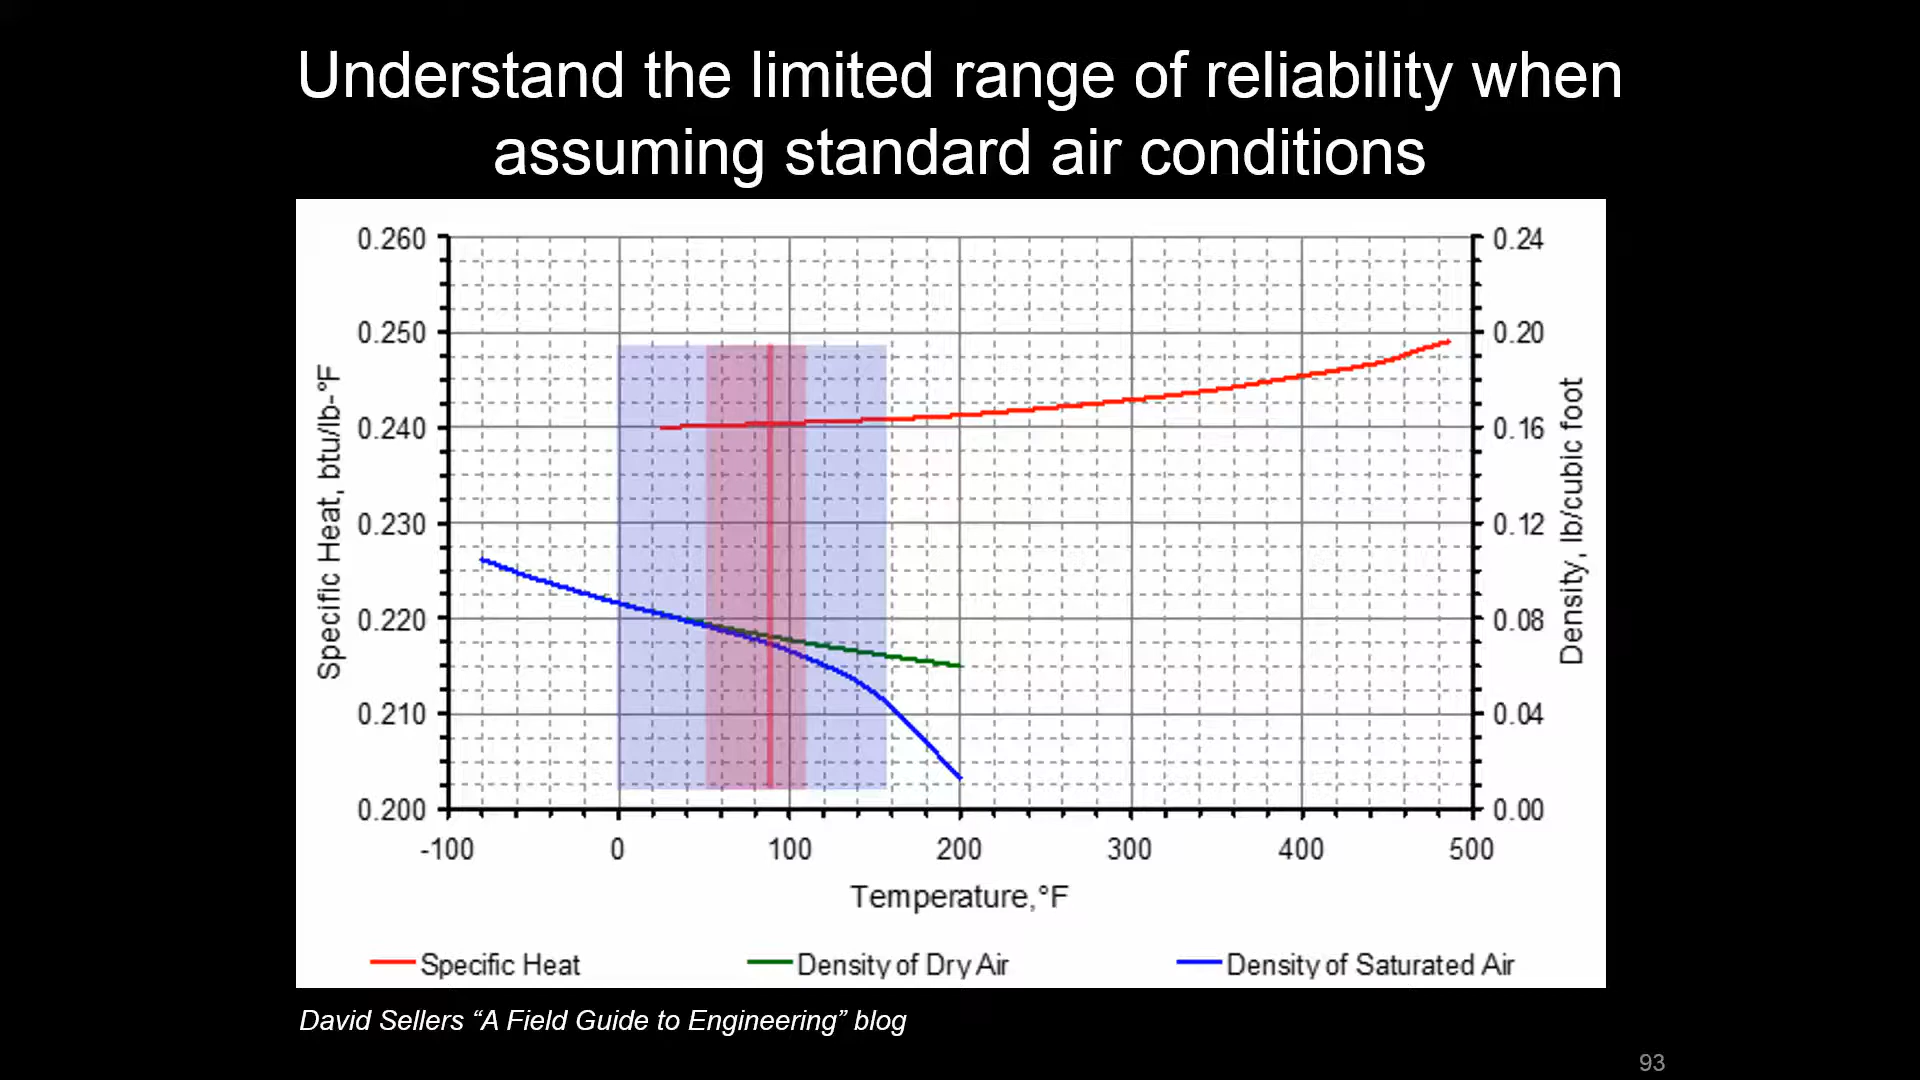 Understand the limited range of reliability when
assuming standard air conditions
0.260
0.250
0.240
0.230
0.220
0.210
0.200
Specific Heat, btu/lb-°F
0.24
0.20
0.16
0.12
0.08
0.04
0.00
Density, lb/cubic foot
-100 0 100 200 300 400 500
Temperature,°F
Specific Heat Density of Dry Air Density of Saturated Air
David Sellers “A Field Guide to Engineering” blog
93